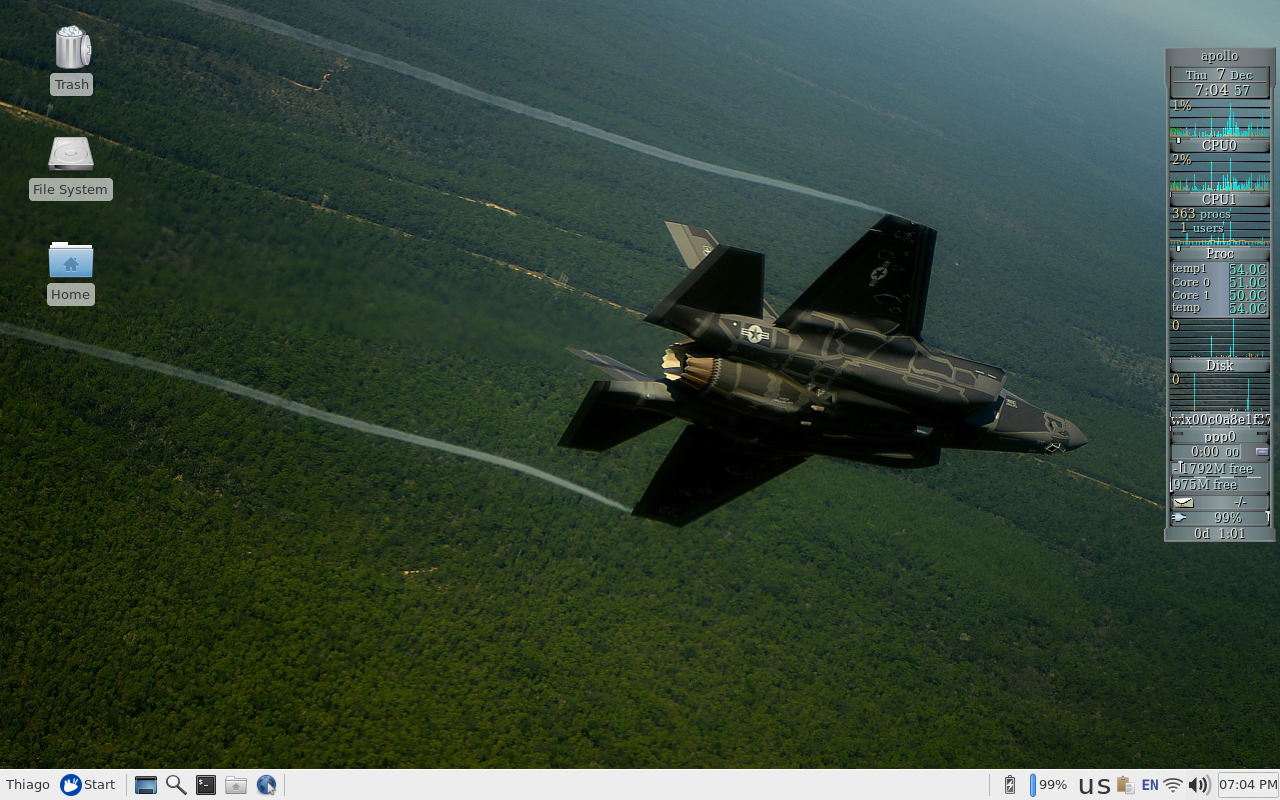 Trash
File System
Home
apollo
Thu 7 Dec
7:04 57
1%
CPU0
2%
CPU1
363 procs
1 users
Proc
temp1 54.0C
Core 0 51.0C
Core 1 50.0C
temp 54.0C
0
Disk
0
wlx00c0a8e1f37
ppp0
0:00 00
1792M free
975M free
-/-
99%
0d 1:01
Thiago Start 99% US EN 07:04 PM